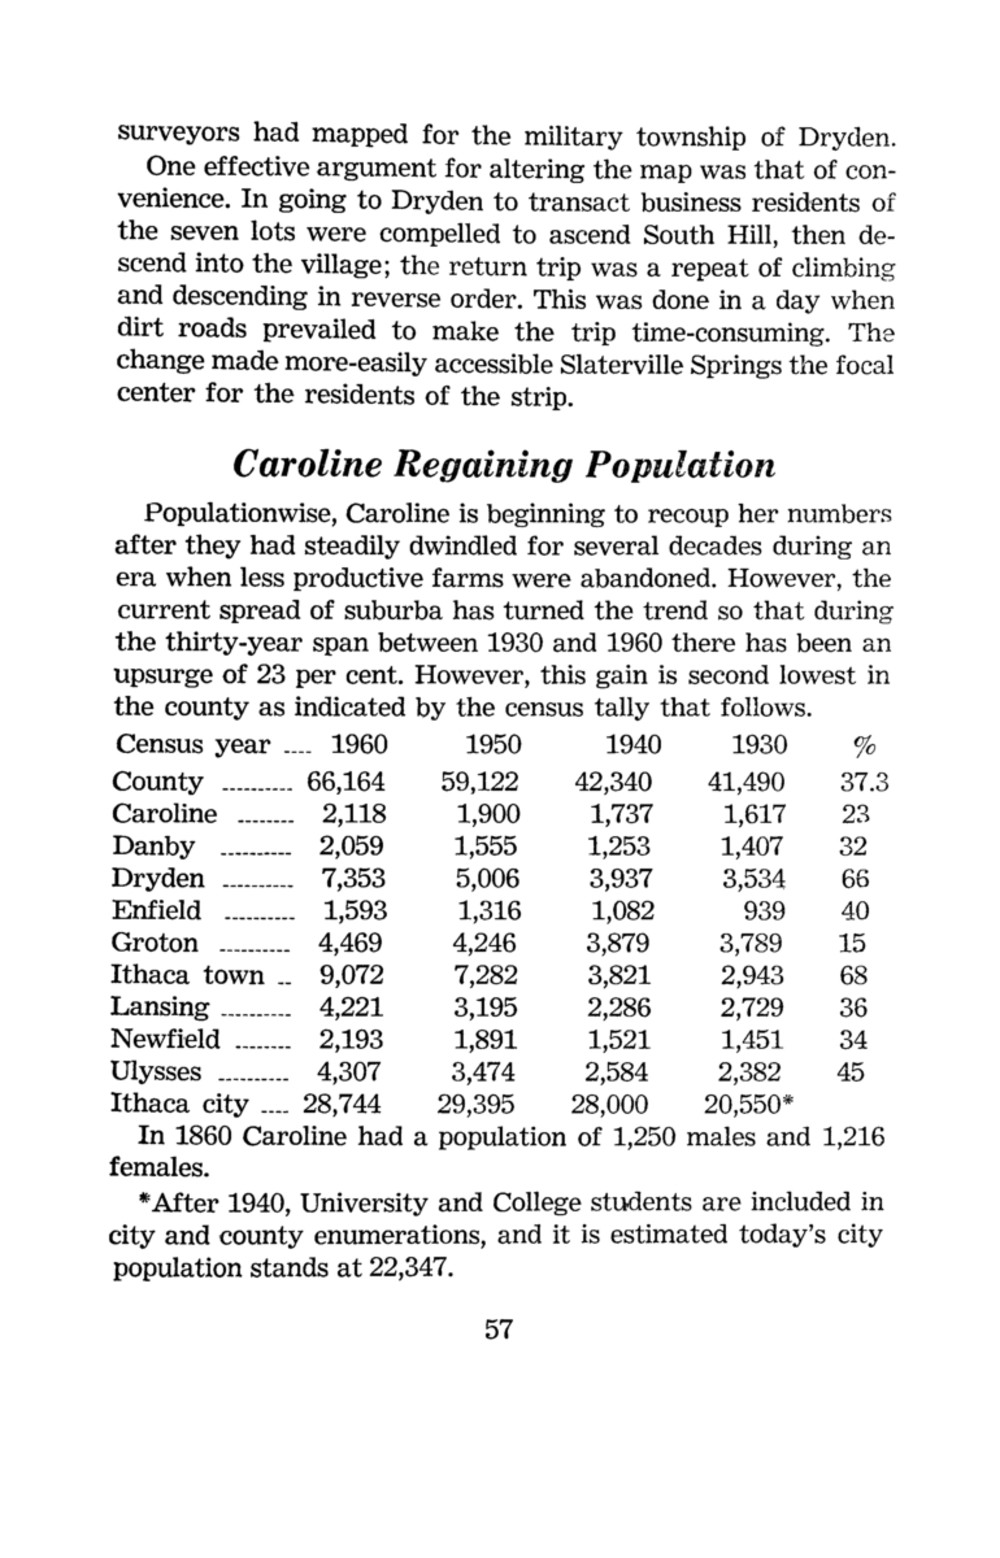 surveyors had mapped for the military township of Dryden.
One effective argument for altering the map was that of con-
venience. In going to Dryden to transact business residents of
the seven lots were compelled to ascend South Hill, then de-
scend into the village; the return trip was a repeat of climbing
and descending in reverse order. This was done in a day when
dirt roads prevailed to make the trip time-consuming. The
change made more-easily accessible Slaterville Springs the focal
center for the residents of the strip.
Caroline Regaining Population
Populationwise, Caroline is beginning to recoup her numbers
after they had steadily dwindled for several decades during an
era when less productive farms were abandoned. However, the
current spread of suburba has turned the trend so that during
the thirty-year span between 1930 and 1960 there has been an
upsurge of 23 per cent. However, this gain is second lowest in
the county as indicated by the census tally that follows.
Census year .... 1960 1950 1940 1930 %
County .......... 66,164 59,122 42,340 41,490 37.3
Caroline ........ 2,118 1,900 1,737 1,617 23
Danby .......... 2,059 1,555 1,253 1,407 32
Dryden .......... 7,353 5,006 3,937 3,534 66
Enfield .......... 1,593 1,316 1,082 939 40
Groton .......... 4,469 4,246 3,879 3,789 15
Ithaca town .. 9,072 7,282 3,821 2,943 68
Lansing .......... 4,221 3,195 2,286 2,729 36
Newfield ........ 2,193 1,891 1,521 1,451 34
Ulysses .......... 4,307 3,474 2,584 2,382 45
Ithaca city .... 28,744 29,395 28,000 20,550*
In 1860 Caroline had a population of 1,250 males and 1,216
females.
*After 1940, University and College students are included in
city and county enumerations, and it is estimated today's city
population stands at 22,347.
57